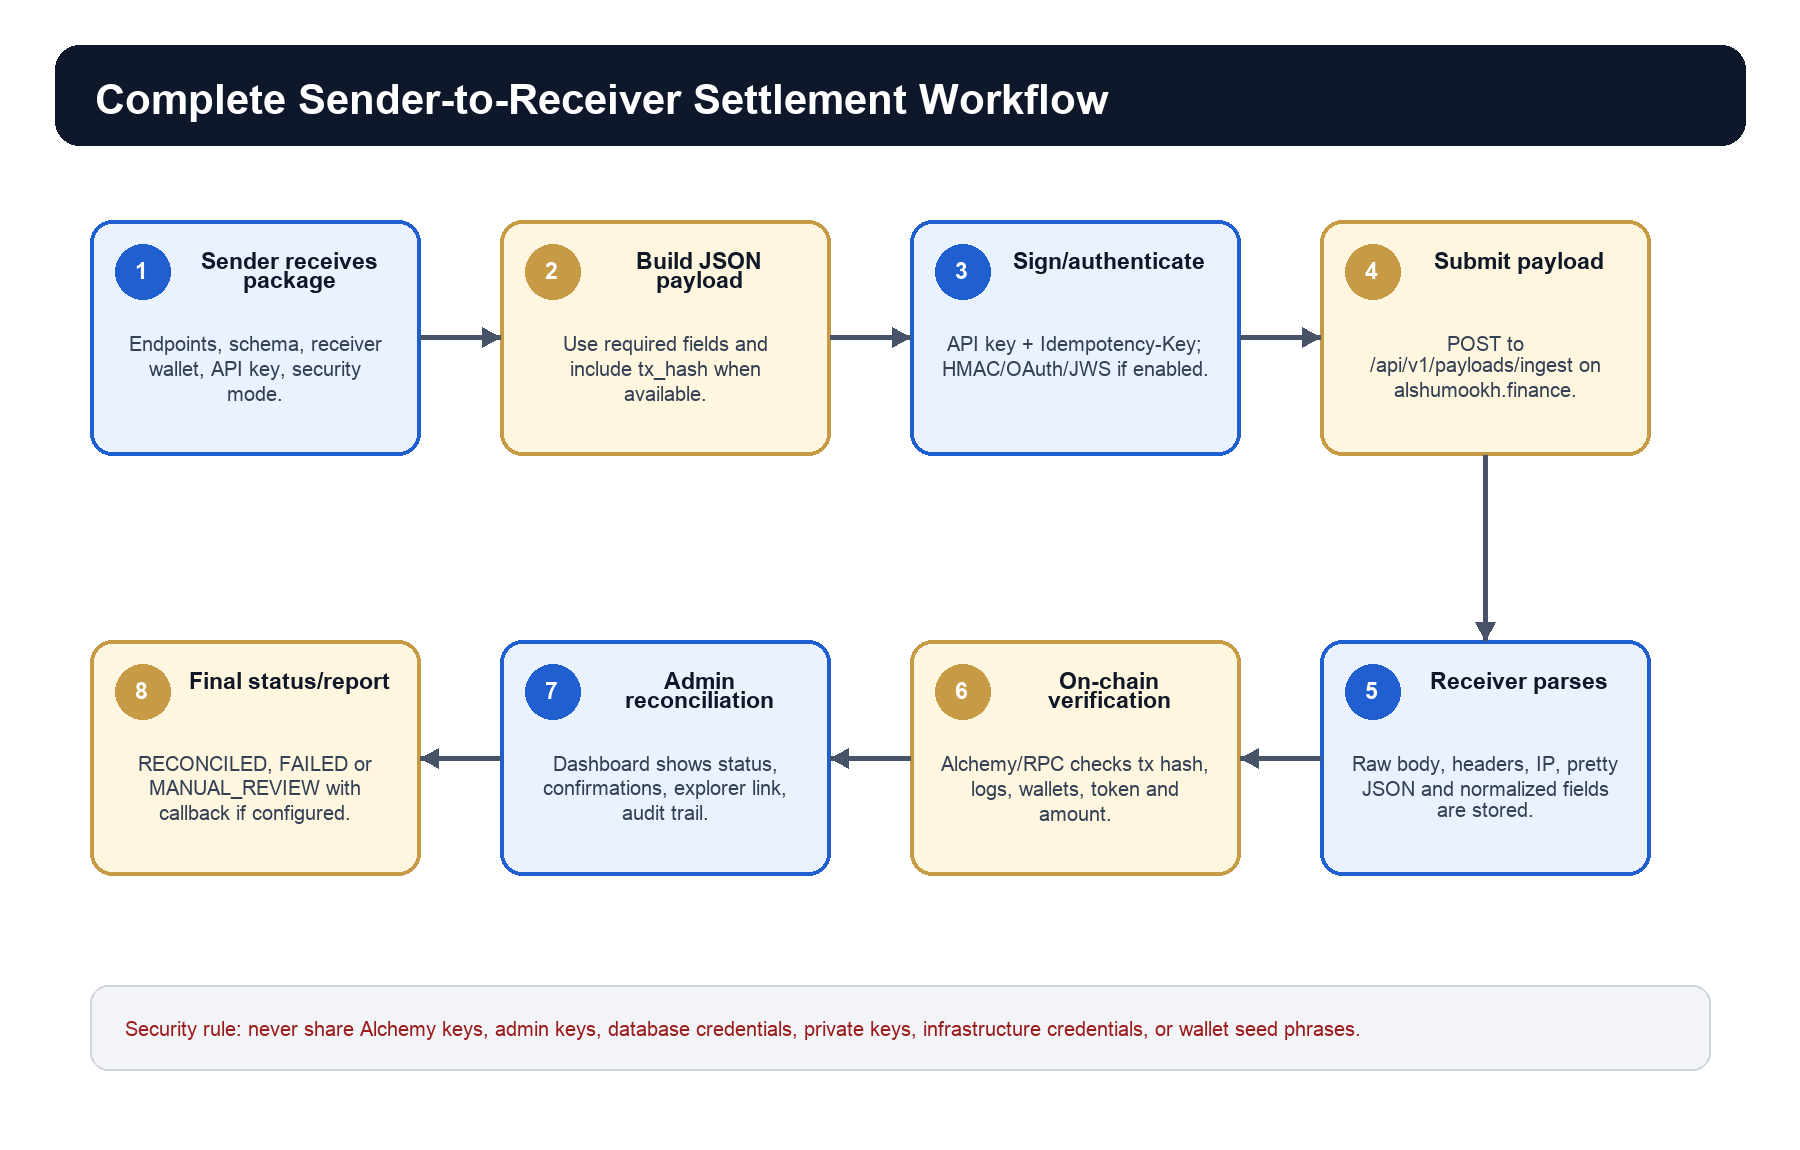 Complete Sender-to-Receiver Settlement Workflow
1
Sender receives
package
Endpoints, schema, receiver
wallet, API key, security
mode.
2
Build JSON
payload
Use required fields and
include tx_hash when
available.
3
Sign/authenticate
API key + Idempotency-Key;
HMAC/OAuth/JWS if enabled.
4
Submit payload
POST to
/api/v1/payloads/ingest on
alshumookh.finance.
5
Receiver parses
Raw body, headers, IP, pretty
JSON and normalized fields
are stored.
6
On-chain
verification
Alchemy/RPC checks tx hash,
logs, wallets, token and
amount.
7
Admin
reconciliation
Dashboard shows status,
confirmations, explorer link,
audit trail.
8
Final status/report
RECONCILED, FAILED or
MANUAL_REVIEW with
callback if configured.
Security rule: never share Alchemy keys, admin keys, database credentials, private keys, infrastructure credentials, or wallet seed phrases.